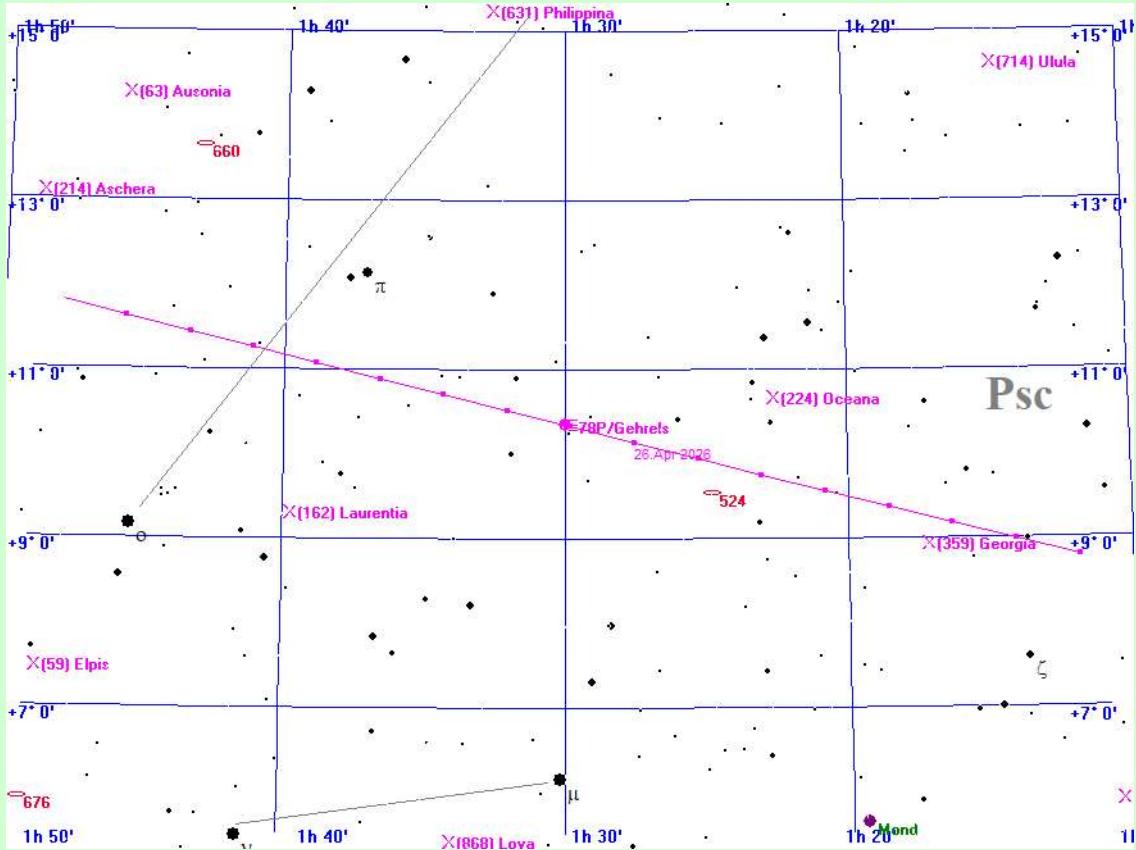 1h 50' 1h 40' (631) Philippina 1h 30' 1h 20' 1h
+15° 0' +15° 0'
(714) Ulula
(63) Ausonia
660
(214) Aschera
+13° 0' +13° 0'
π
+11° 0' +11° 0'
Psc
(224) Oceana
78P/Gehrels
26.Apr 2026
524
(162) Laurentia
ο
+9° 0' (359) Georgia +9° 0'
(59) Elpis
ζ
+7° 0' +7° 0'
μ
676
Mond
1h 50' 1h 40' 1h 30' 1h 20' 1
ν (868) Lova